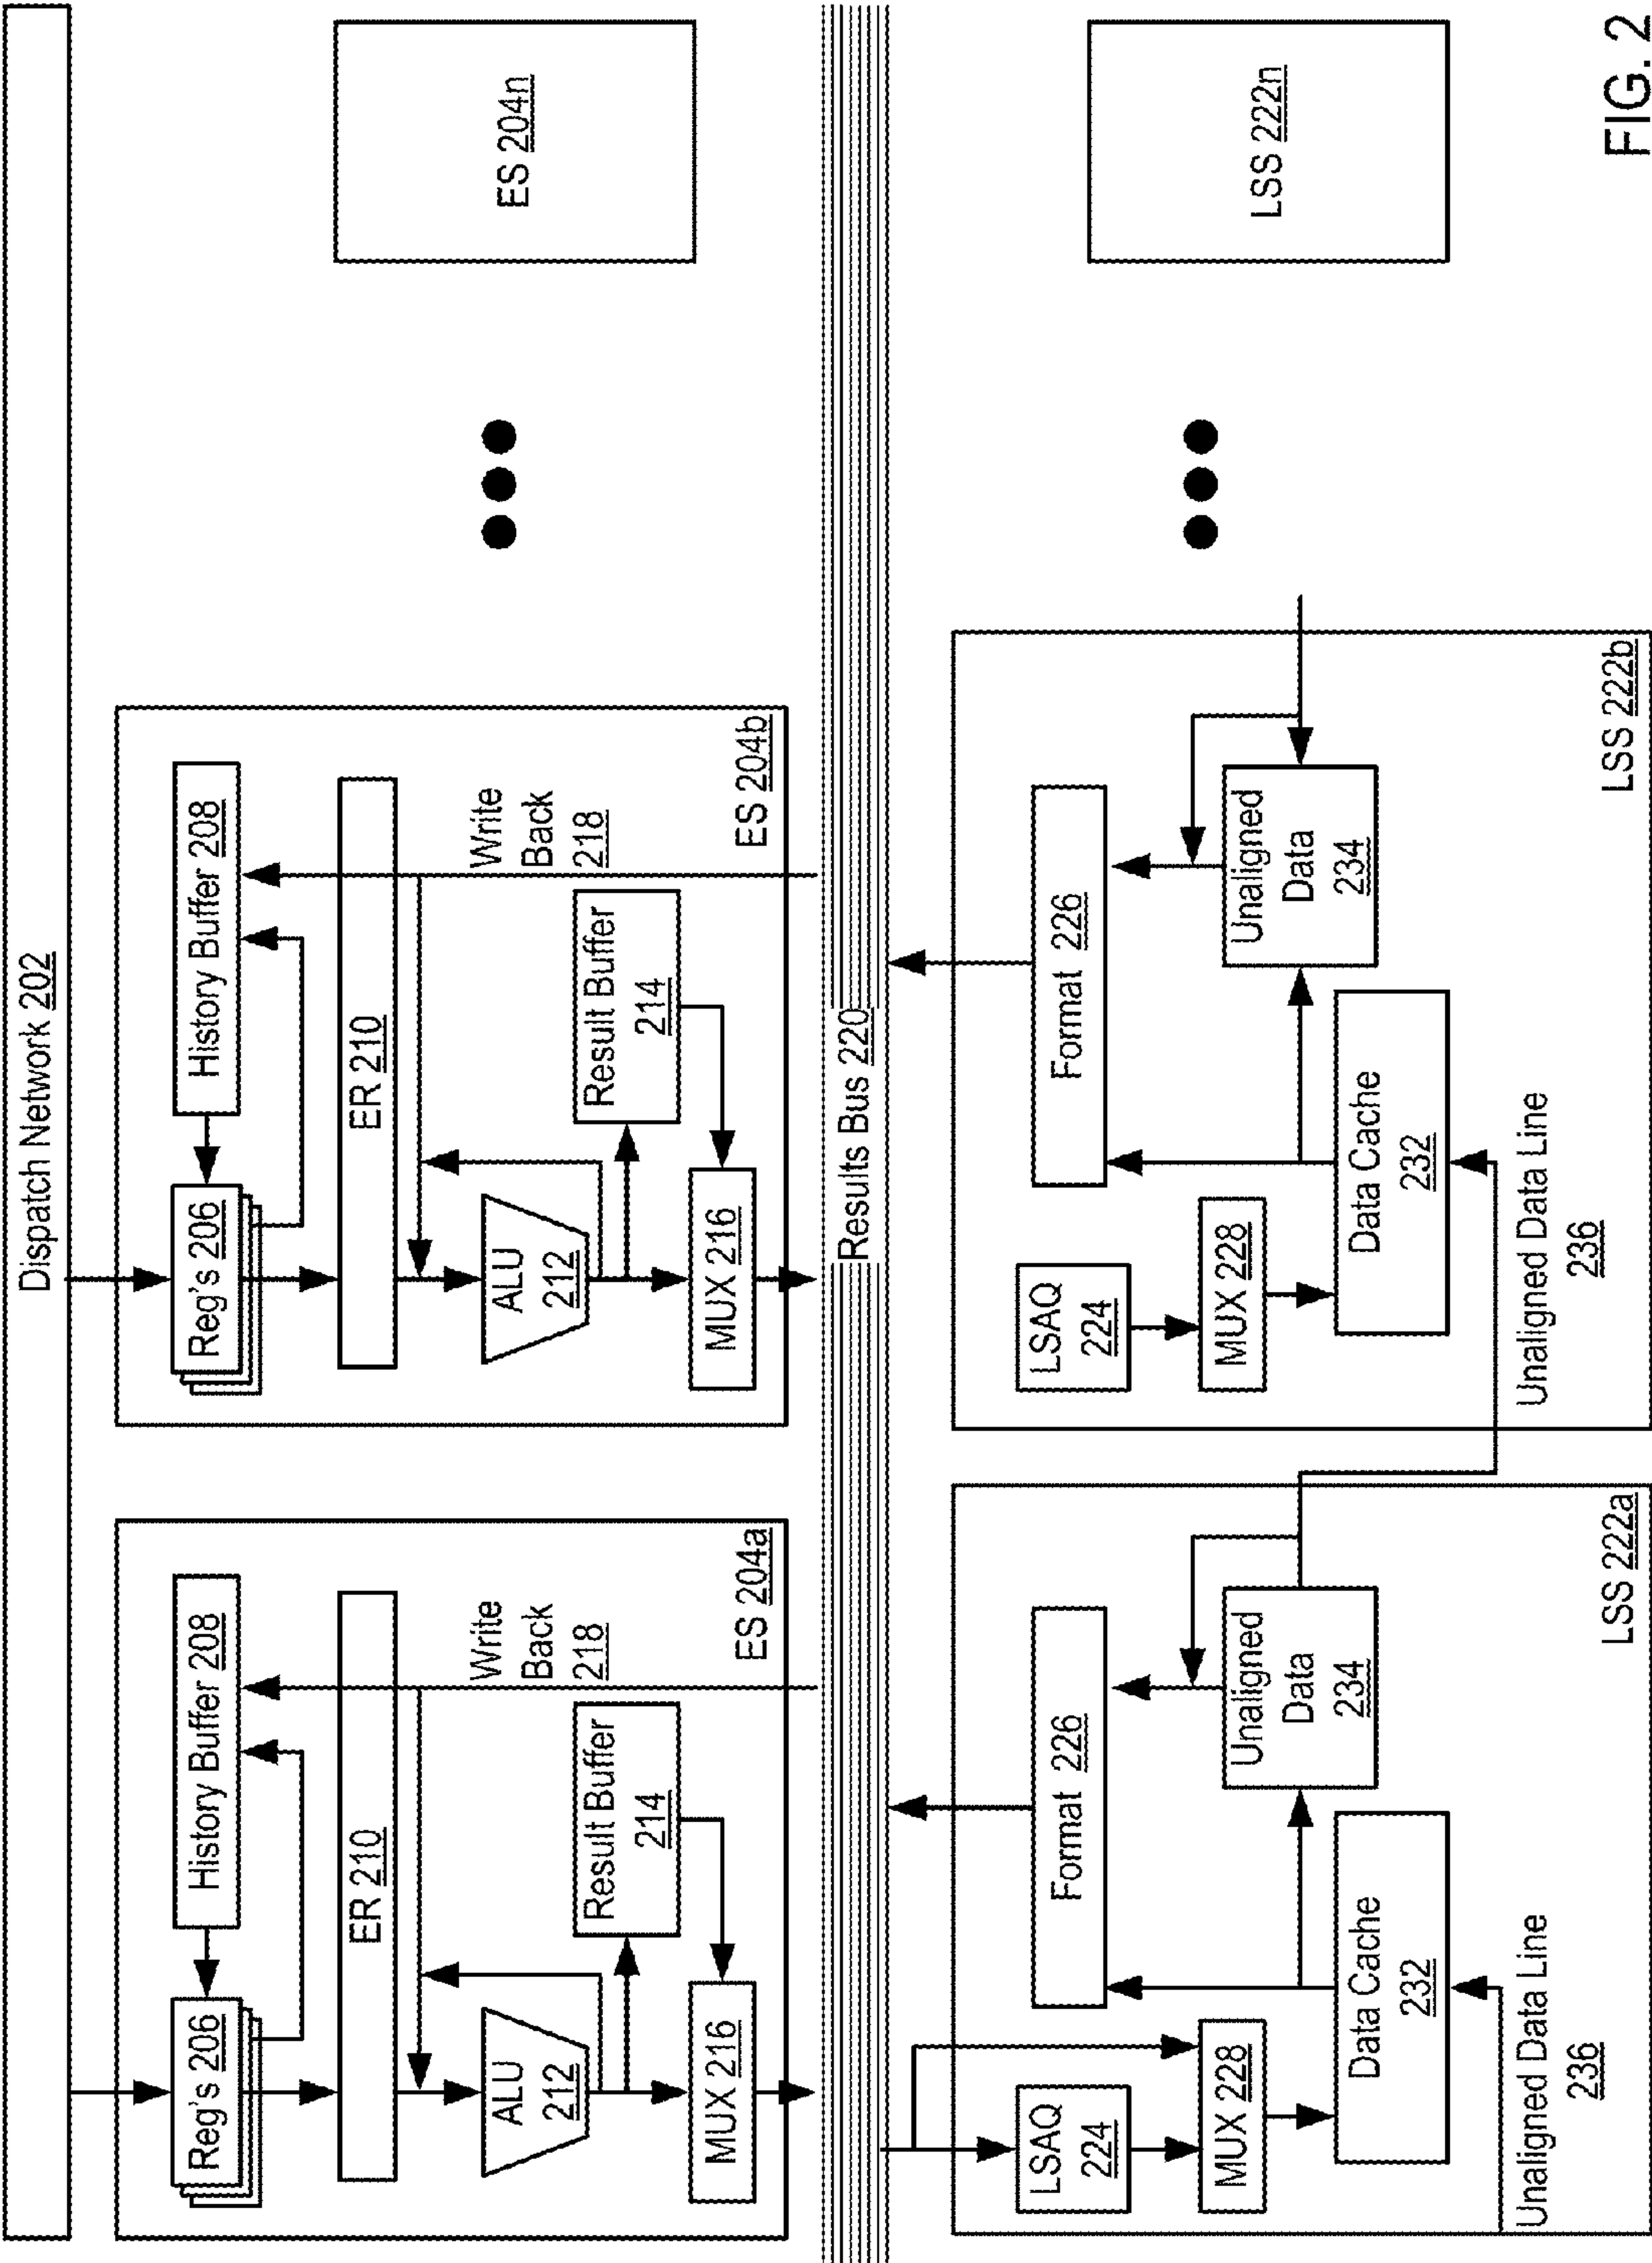 Dispatch Network 202
Reg's 206
History Buffer 208
ER 210
ALU
212
Write
Back
218
Result Buffer
214
MUX 216
ES 204a
Reg's 206
History Buffer 208
ER 210
ALU
212
Write
Back
218
Result Buffer
214
MUX 216
ES 204b
ES 204n
Results Bus 220
LSAQ
224
MUX 228
Format 226
Data Cache
232
Unaligned
Data
234
Unaligned Data Line
236
LSS 222a
LSAQ
224
MUX 228
Format 226
Data Cache
232
Unaligned
Data
234
Unaligned Data Line
236
LSS 222b
LSS 222n
FIG. 2